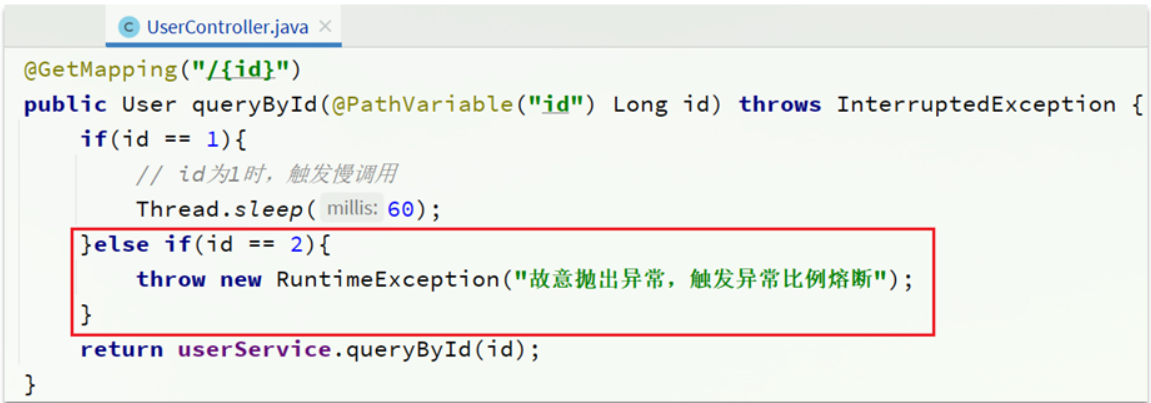 C UserController.java ×
@GetMapping("/{id}")
public User queryById(@PathVariable("id") Long id) throws InterruptedException {
    if(id == 1){
        // id为1时，触发慢调用
        Thread.sleep( millis: 60);
    }else if(id == 2){
        throw new RuntimeException("故意抛出异常，触发异常比例熔断");
    }
    return userService.queryById(id);
}